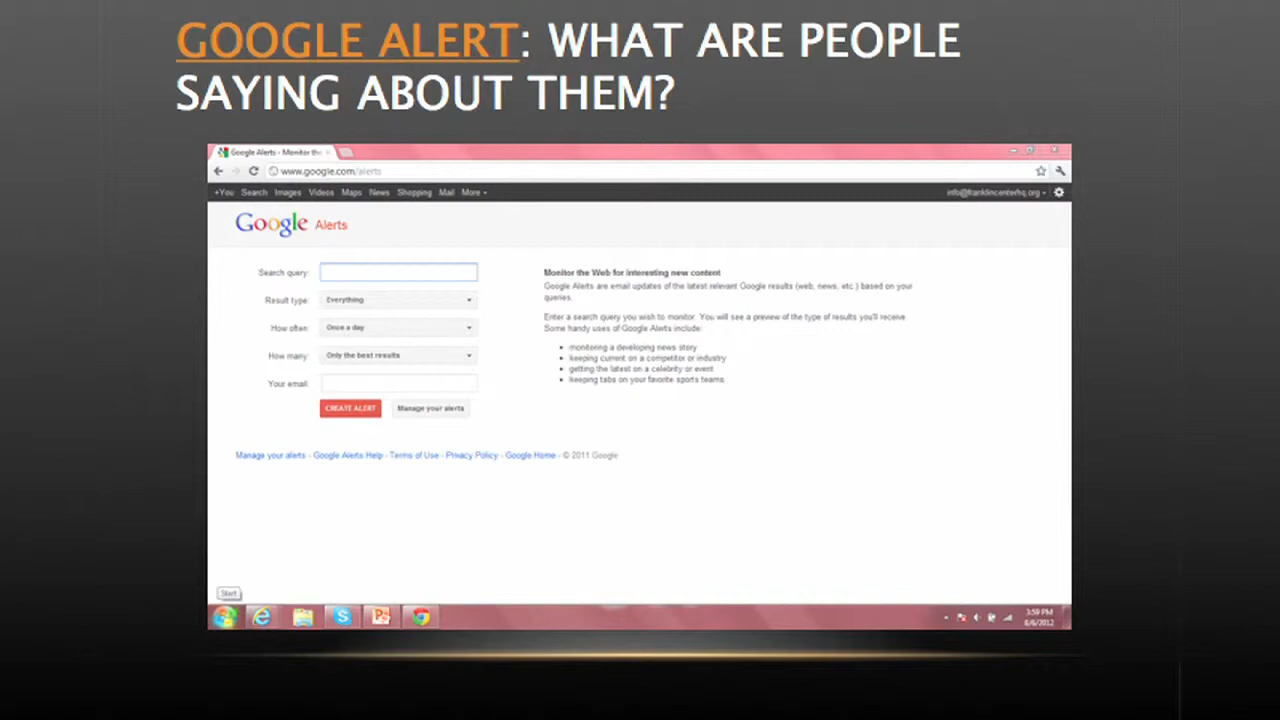 GOOGLE ALERT: WHAT ARE PEOPLE
SAYING ABOUT THEM?
Google Alerts - Monitor the
www.google.com/alerts
+You Search Images Videos Maps News Shopping Mail More
info@franklincenterhq.org
Google Alerts
Search query:
Result type: Everything
How often: Once a day
How many: Only the best results
Your email:
CREATE ALERT Manage your alerts
Monitor the Web for interesting new content
Google Alerts are email updates of the latest relevant Google results (web, news, etc.) based on your
queries.
Enter a search query you wish to monitor. You will see a preview of the type of results you'll receive.
Some handy uses of Google Alerts include:
• monitoring a developing news story
• keeping current on a competitor or industry
• getting the latest on a celebrity or event
• keeping tabs on your favorite sports teams
Manage your alerts - Google Alerts Help - Terms of Use - Privacy Policy - Google Home - © 2011 Google
Start
3:59 PM
6/6/2012